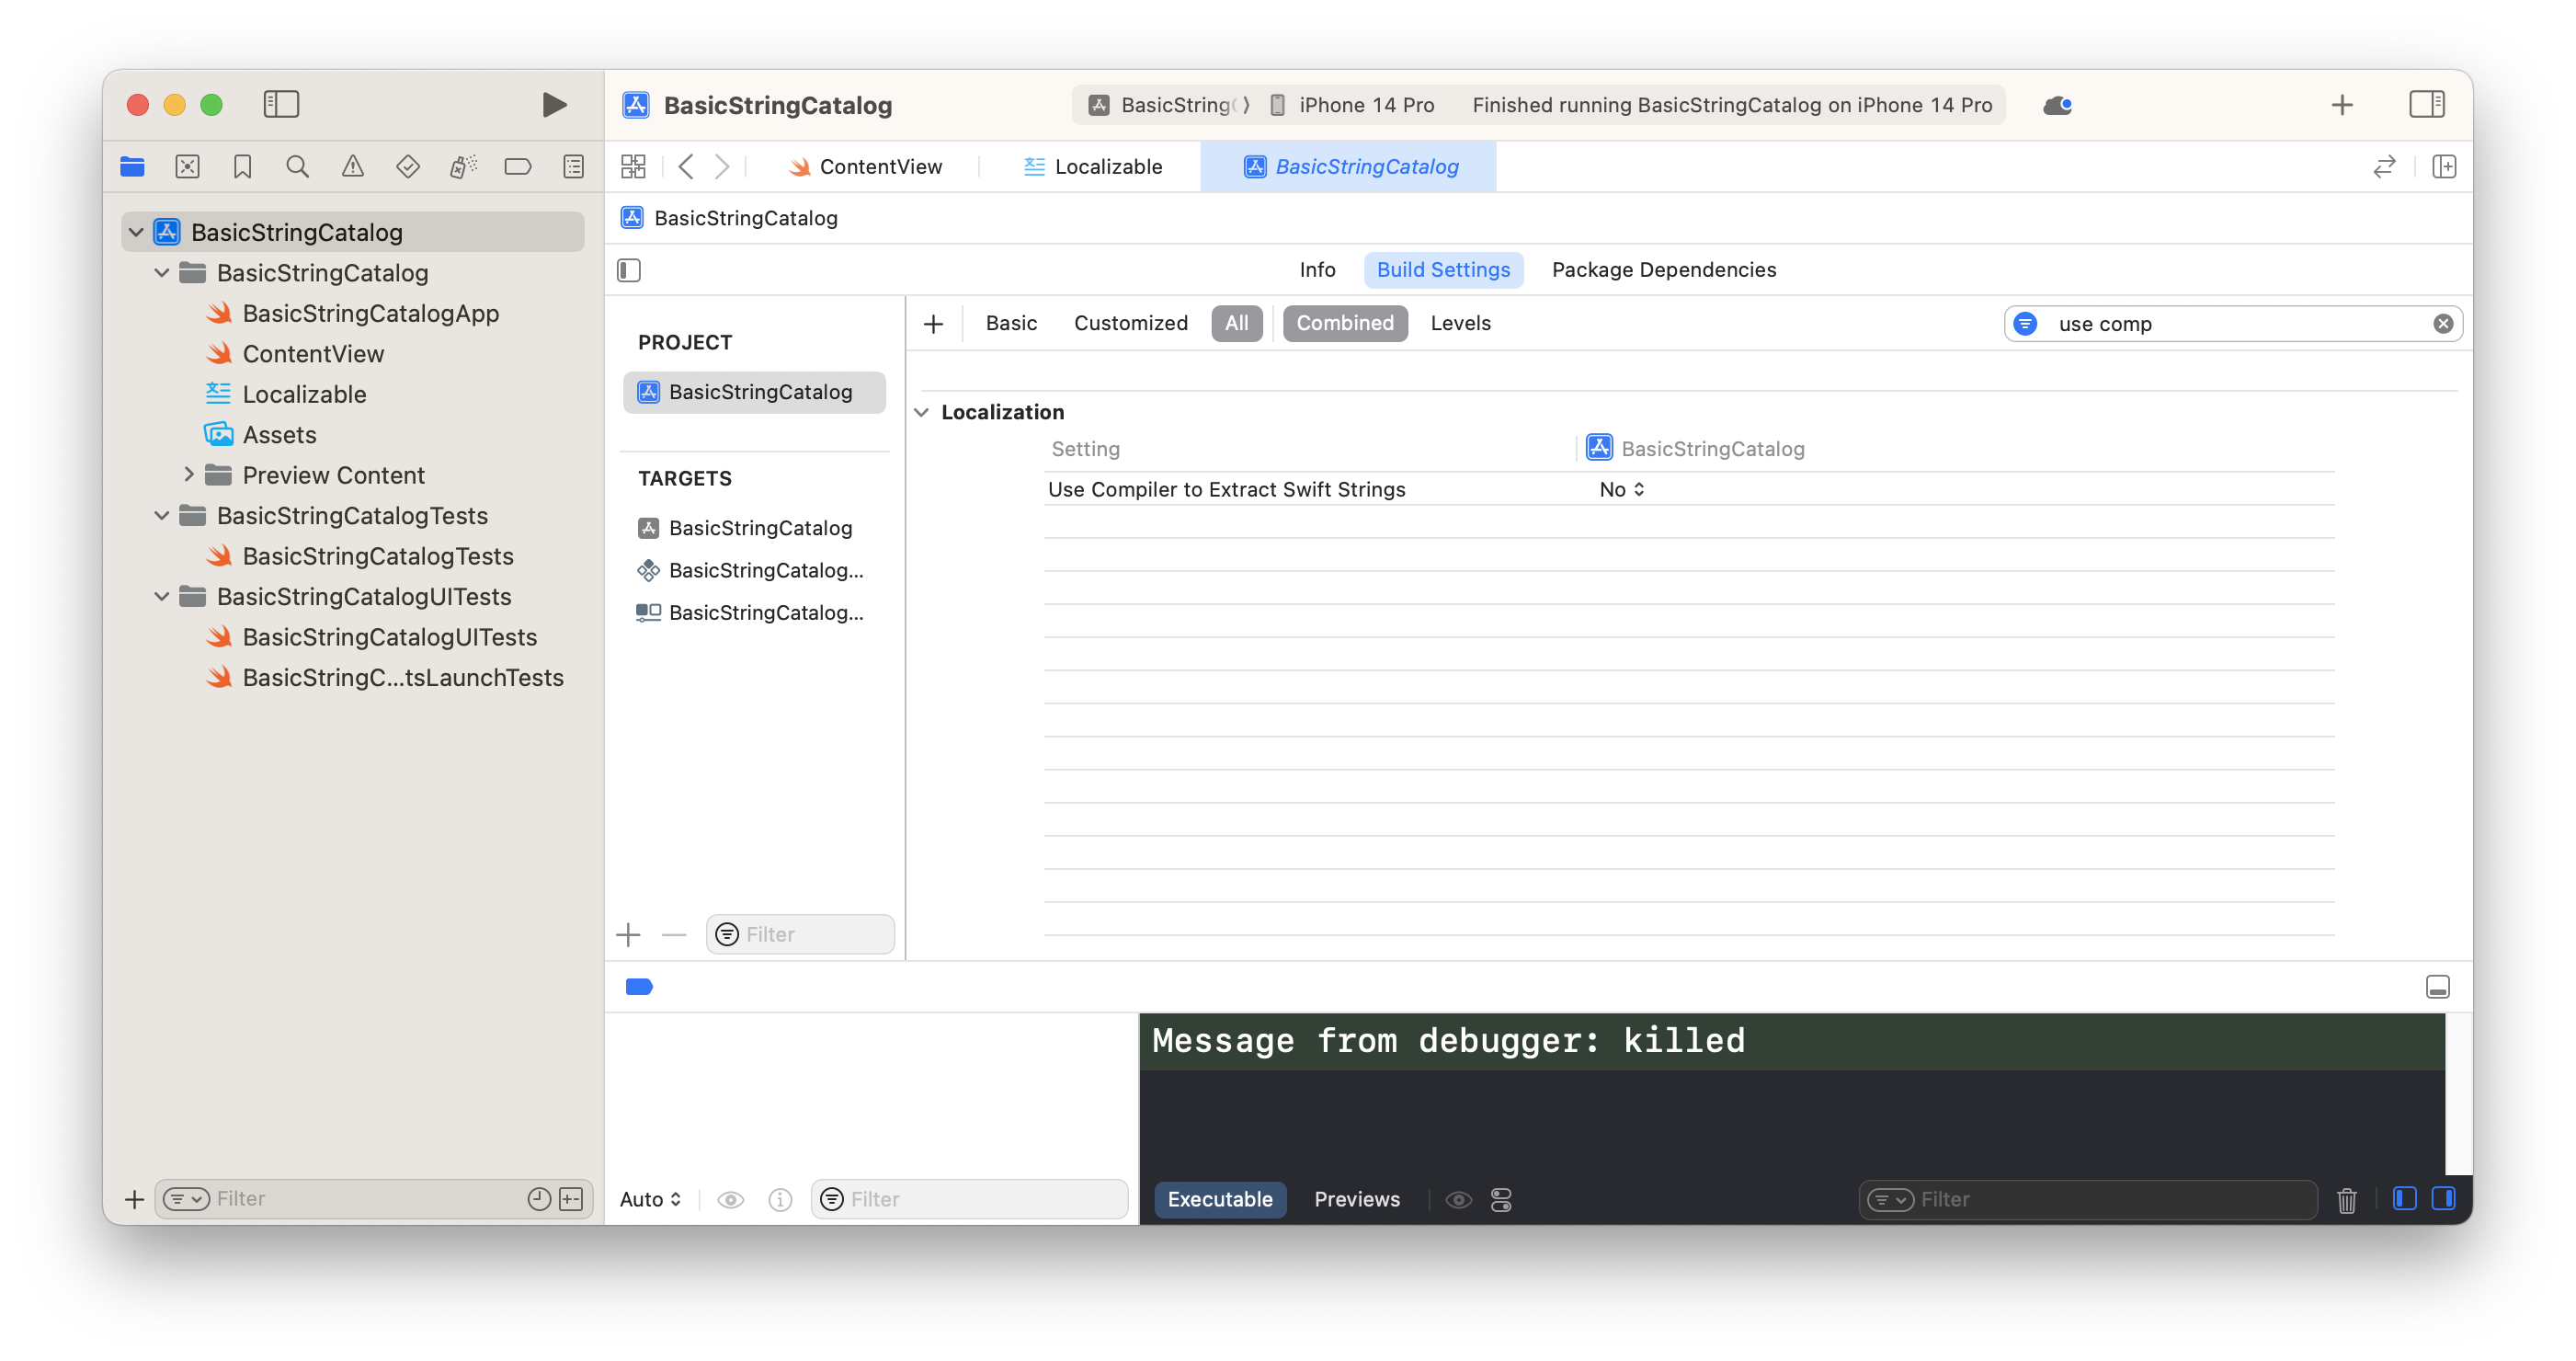 BasicStringCatalog
BasicString
iPhone 14 Pro
Finished running BasicStringCatalog on iPhone 14 Pro
ContentView
Localizable
BasicStringCatalog
BasicStringCatalog
BasicStringCatalog
BasicStringCatalog
BasicStringCatalogApp
ContentView
Localizable
Assets
Preview Content
BasicStringCatalogTests
BasicStringCatalogTests
BasicStringCatalogUITests
BasicStringCatalogUITests
BasicStringC...tsLaunchTests
Filter
Info
Build Settings
Package Dependencies
PROJECT
BasicStringCatalog
TARGETS
BasicStringCatalog
BasicStringCatalog...
BasicStringCatalog...
Filter
Basic
Customized
All
Combined
Levels
use comp
Localization
Setting
BasicStringCatalog
Use Compiler to Extract Swift Strings
No
Auto
Filter
Message from debugger: killed
Executable
Previews
Filter